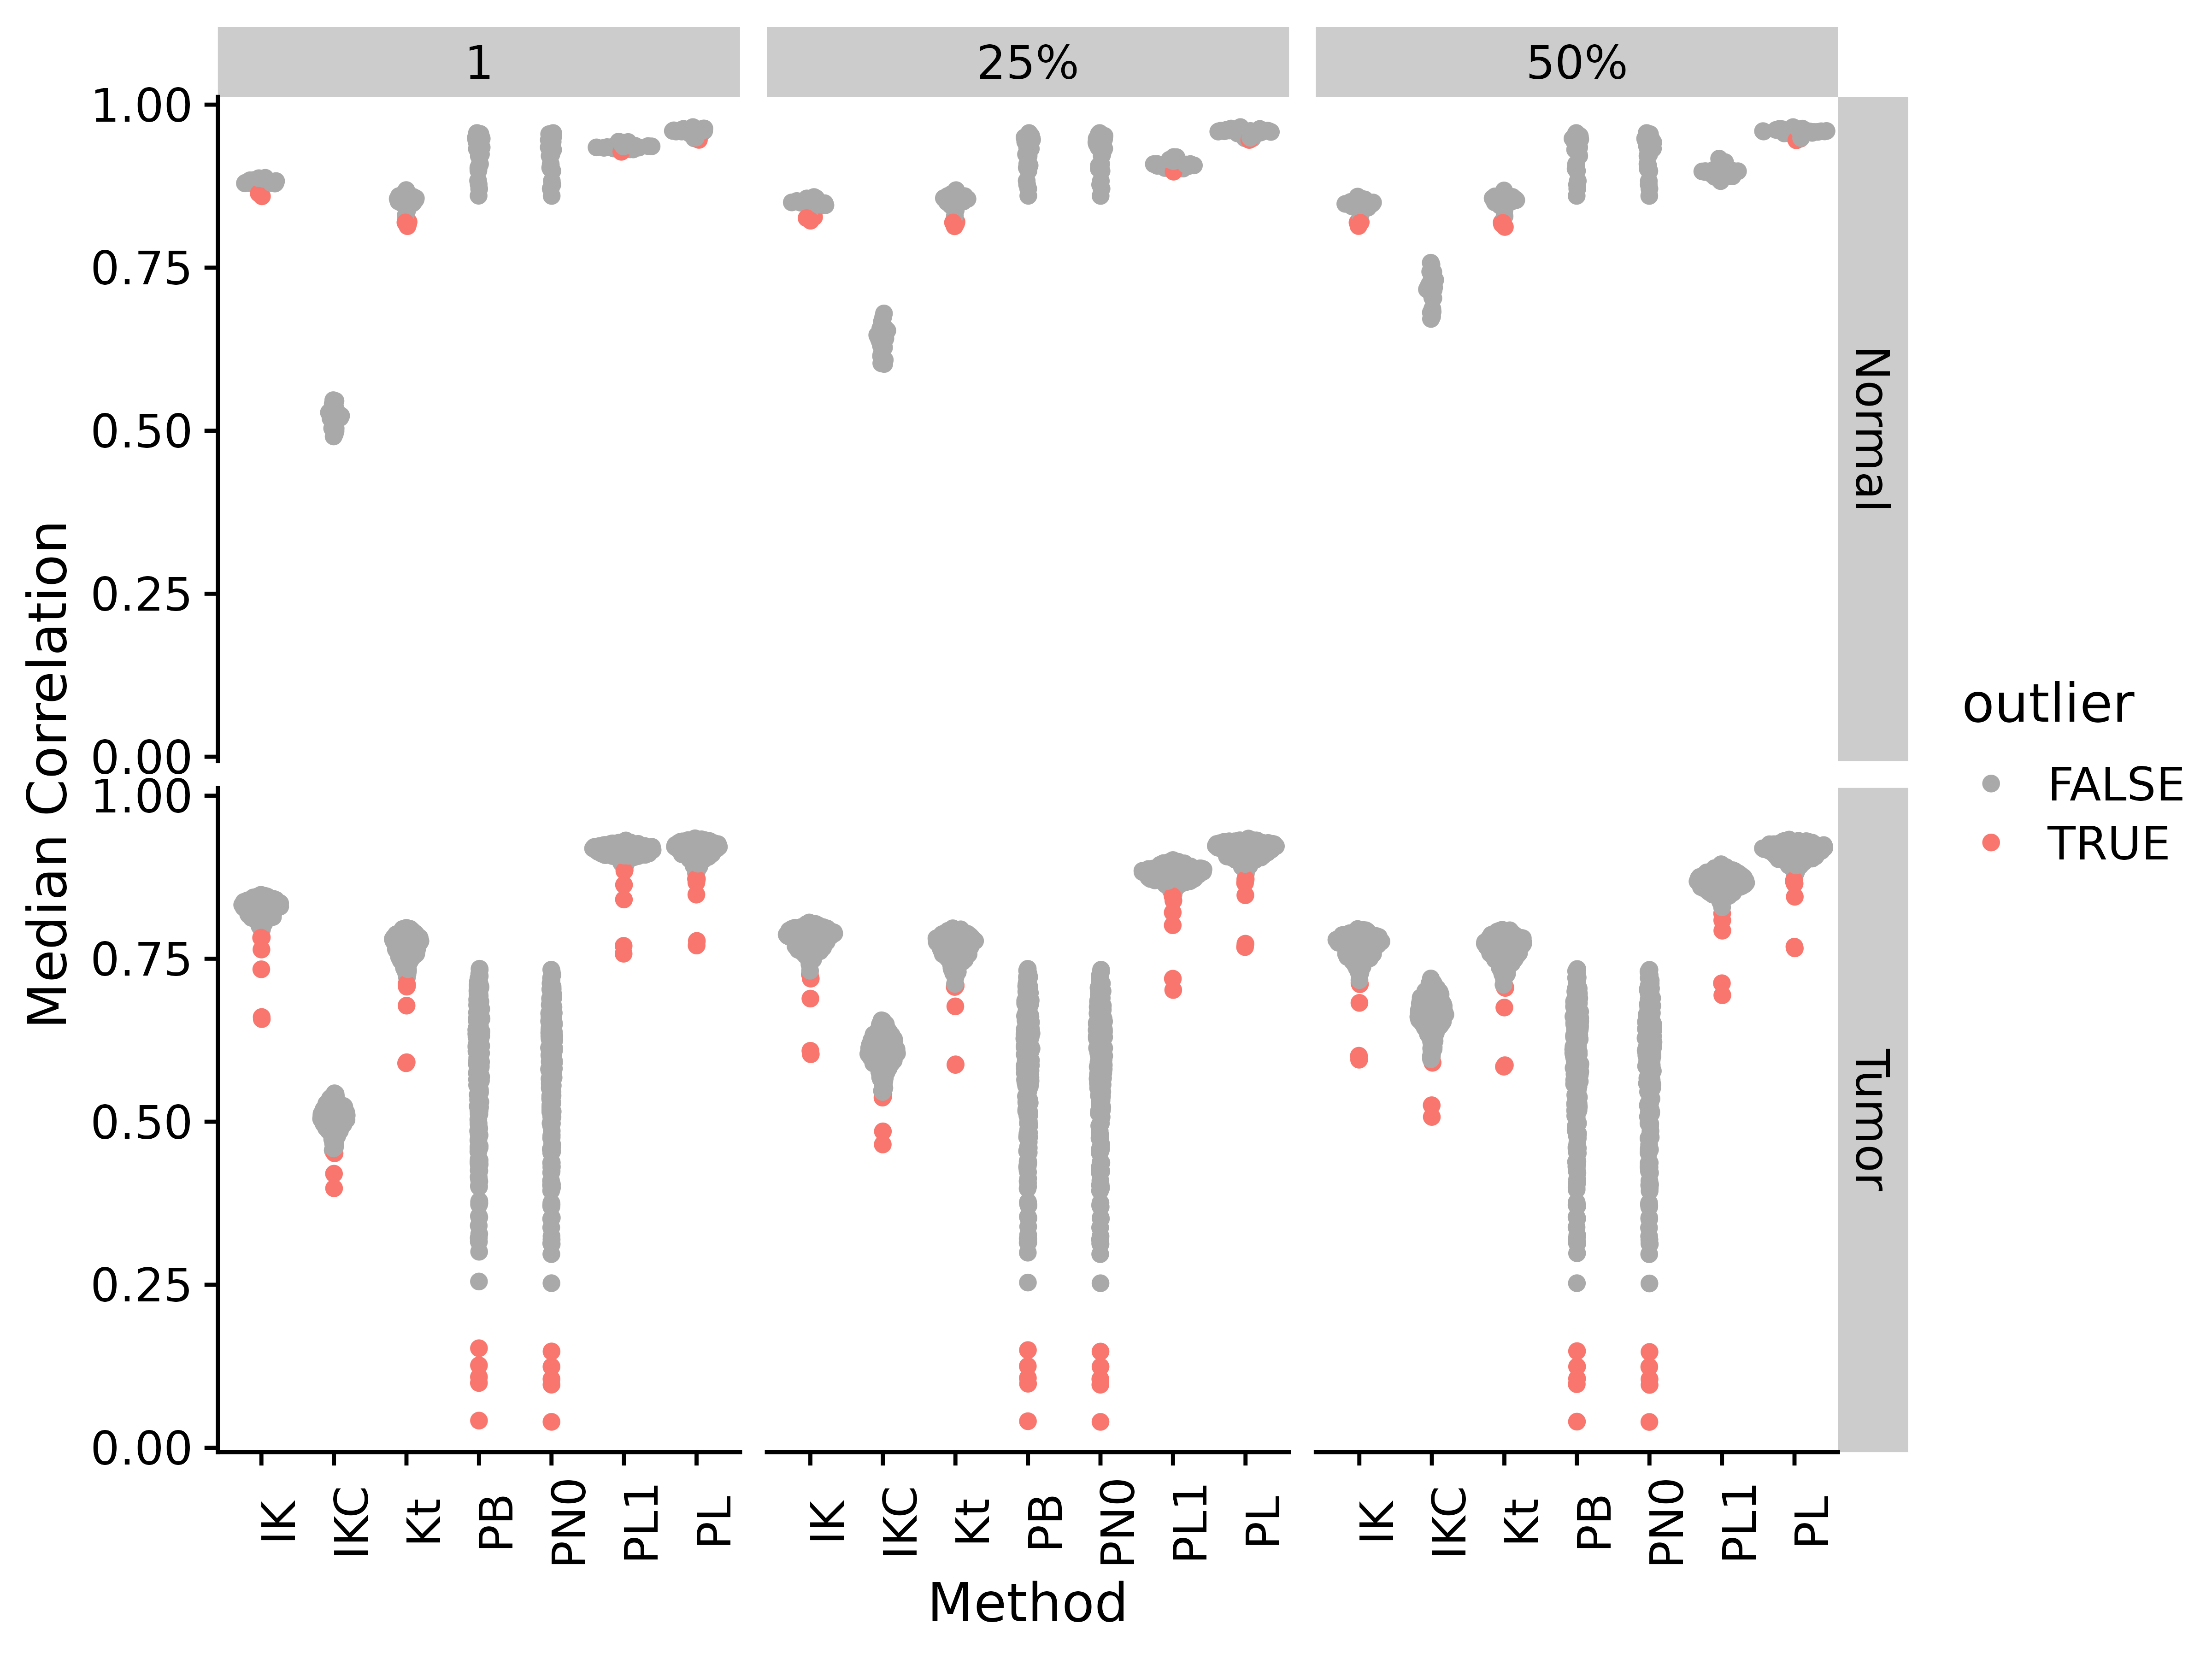 1
25%
50%
Median Correlation
1.00
0.75
0.50
0.25
0.00
Normal
1.00
0.75
0.50
0.25
0.00
Tumor
IK
IKC
Kt
PB
PN0
PL1
PL
IK
IKC
Kt
PB
PN0
PL1
PL
IK
IKC
Kt
PB
PN0
PL1
PL
Method
outlier
FALSE
TRUE